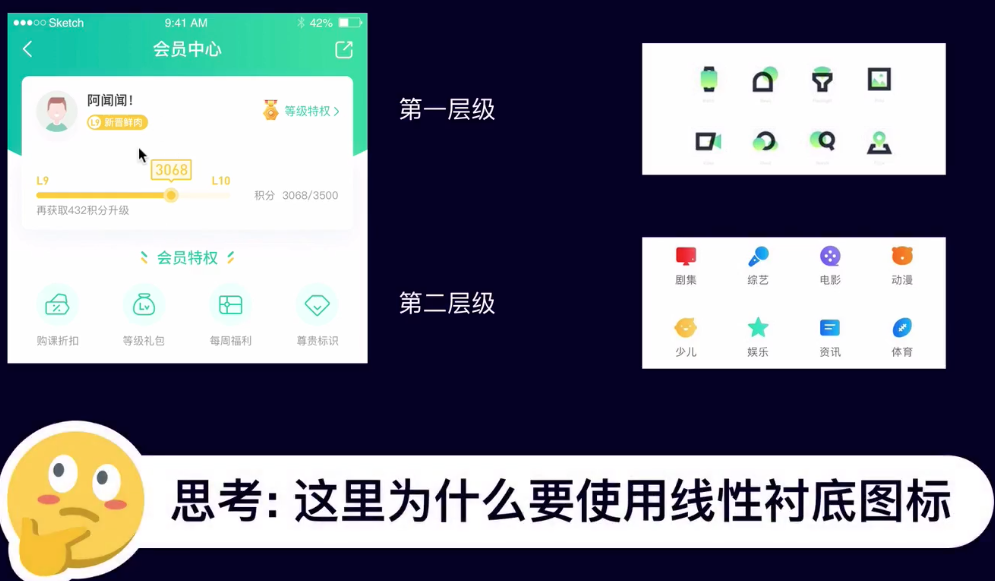 Sketch 9:41 AM 42%
会员中心
阿闻闻!
L9 新晋鲜肉
等级特权
3068
L9 L10
积分 3068/3500
再获取432积分升级
会员特权
Lv
购课折扣 等级礼包 每周福利 尊贵标识
第一层级
第二层级
剧集 综艺 电影 动漫
少儿 娱乐 资讯 体育
思考: 这里为什么要使用线性衬底图标